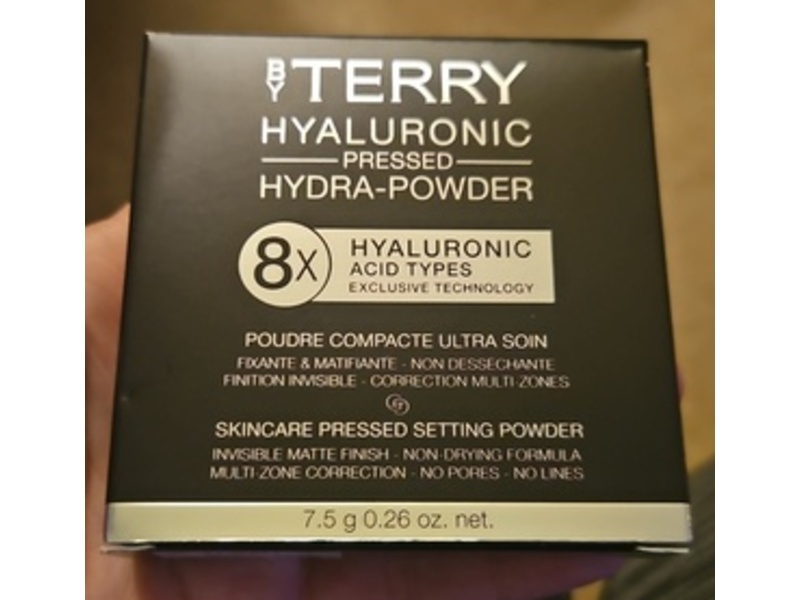 BY TERRY
HYALURONIC
PRESSED
HYDRA-POWDER
8X
HYALURONIC
ACID TYPES
EXCLUSIVE TECHNOLOGY
POUDRE COMPACTE ULTRA SOIN
FIXANTE & MATIFIANTE - NON DESSÉCHANTE
FINITION INVISIBLE - CORRECTION MULTI-ZONES
SKINCARE PRESSED SETTING POWDER
INVISIBLE MATTE FINISH - NON-DRYING FORMULA
MULTI-ZONE CORRECTION - NO PORES - NO LINES
7.5 g 0.26 oz. net.